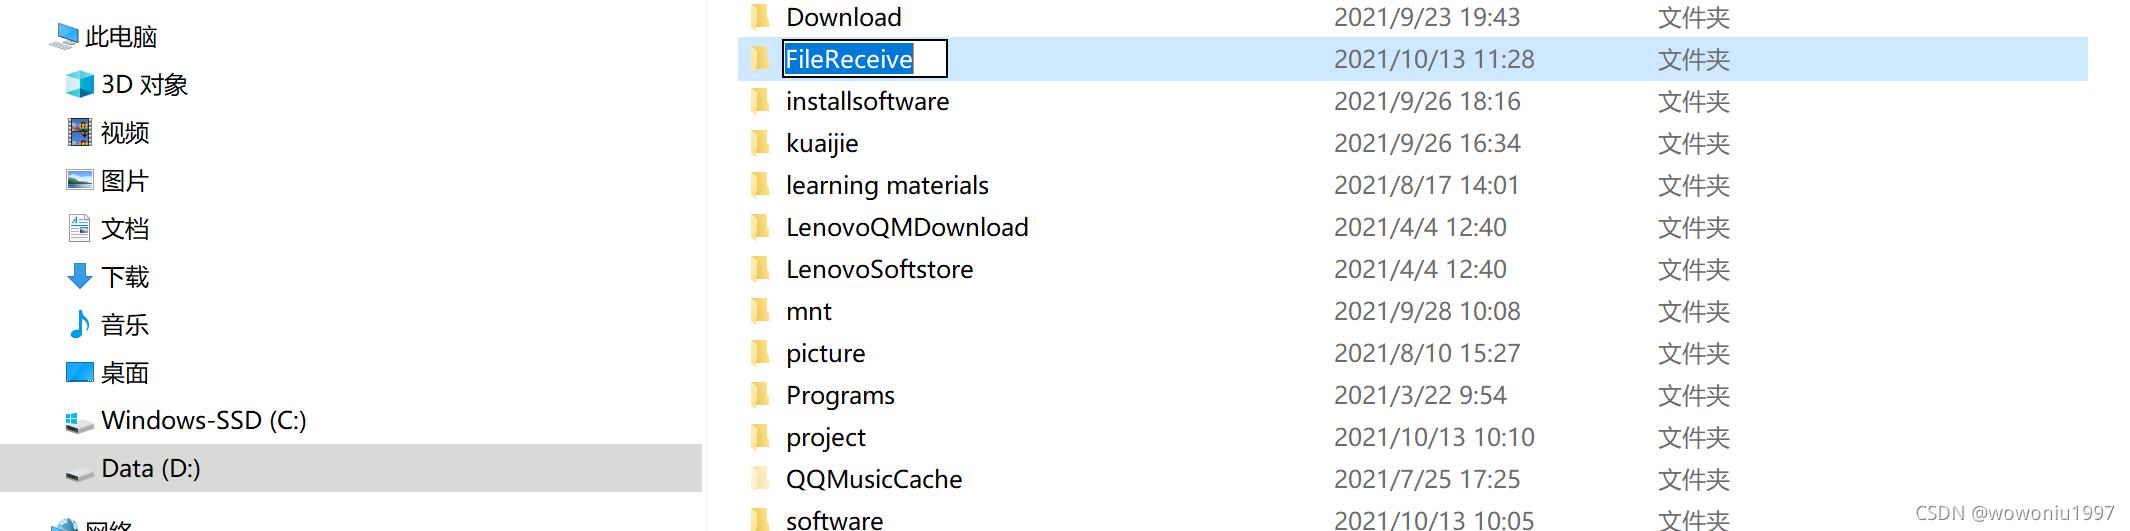 此电脑
3D 对象
视频
图片
文档
下载
音乐
桌面
Windows-SSD (C:)
Data (D:)
网络
Download 2021/9/23 19:43 文件夹
FileReceive 2021/10/13 11:28 文件夹
installsoftware 2021/9/26 18:16 文件夹
kuaijie 2021/9/26 16:34 文件夹
learning materials 2021/8/17 14:01 文件夹
LenovoQMDownload 2021/4/4 12:40 文件夹
LenovoSoftstore 2021/4/4 12:40 文件夹
mnt 2021/9/28 10:08 文件夹
picture 2021/8/10 15:27 文件夹
Programs 2021/3/22 9:54 文件夹
project 2021/10/13 10:10 文件夹
QQMusicCache 2021/7/25 17:25 文件夹
software 2021/10/13 10:05 文件夹
CSDN @wowoniu1997